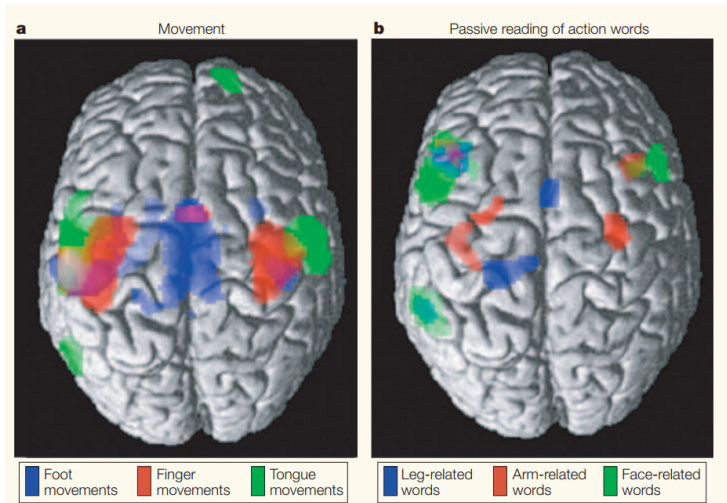 a Movement
b Passive reading of action words
Foot movements
Finger movements
Tongue movements
Leg-related words
Arm-related words
Face-related words